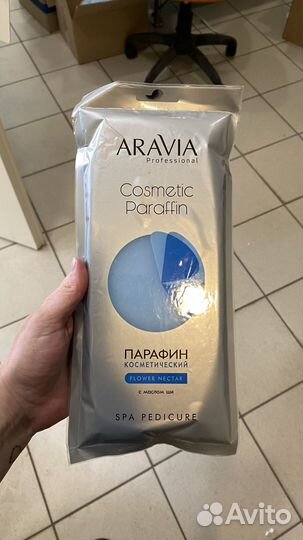 ARAVIA
Professional
Cosmetic
Paraffin
ПАРАФИН
КОСМЕТИЧЕСКИЙ
FLOWER NECTAR
с маслом ши
SPA PEDICURE
Avito